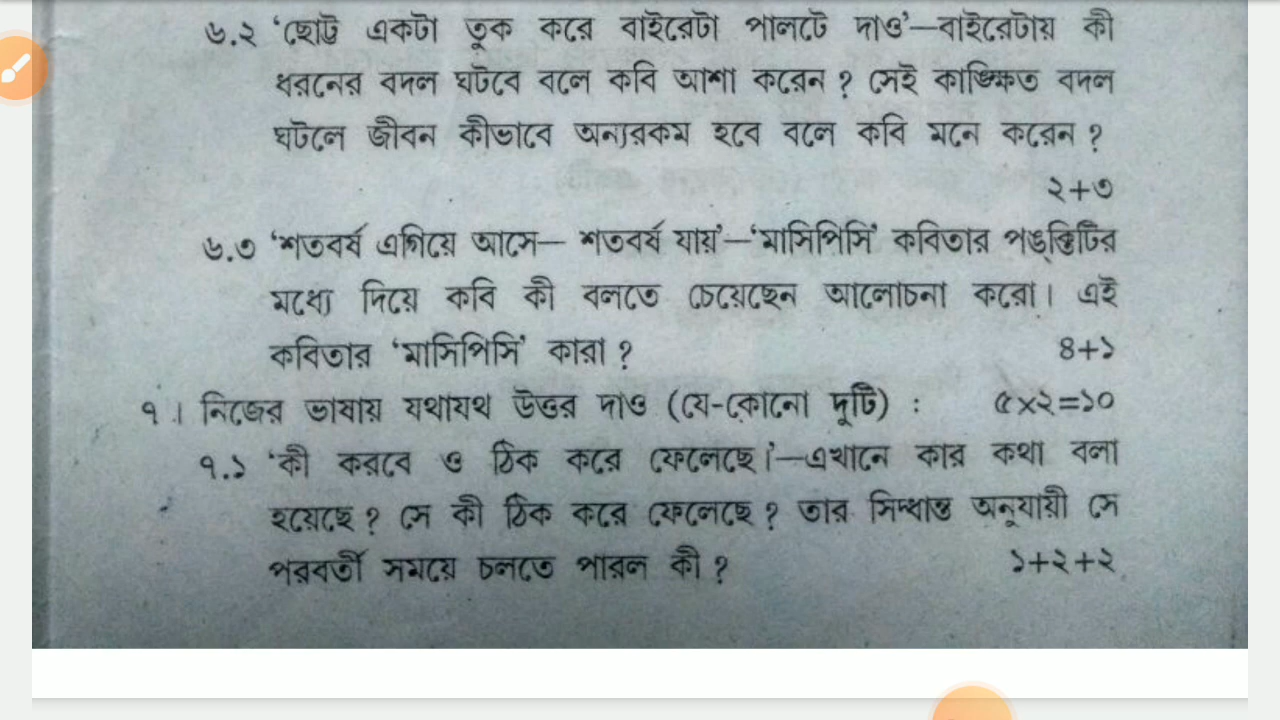 ৬.২ ‘ছোট্ট একটা তুক করে বাইরেটা পালটে দাও’—বাইরেটায় কী
ধরনের বদল ঘটবে বলে কবি আশা করেন ? সেই কাঙ্ক্ষিত বদল
ঘটলে জীবন কীভাবে অন্যরকম হবে বলে কবি মনে করেন ?
২+৩
৬.৩ ‘শতবর্ষ এগিয়ে আসে— শতবর্ষ যায়’—‘মাসিপিসি’ কবিতার পঙ্‌ক্তিটির
মধ্যে দিয়ে কবি কী বলতে চেয়েছেন আলোচনা করো। এই
কবিতার ‘মাসিপিসি’ কারা ? ৪+১
৭। নিজের ভাষায় যথাযথ উত্তর দাও (যে-কোনো দুটি) : ৫×২=১০
৭.১ ‘কী করবে ও ঠিক করে ফেলেছে।’—এখানে কার কথা বলা
হয়েছে ? সে কী ঠিক করে ফেলেছে ? তার সিদ্ধান্ত অনুযায়ী সে
পরবর্তী সময়ে চলতে পারল কী ? ১+২+২